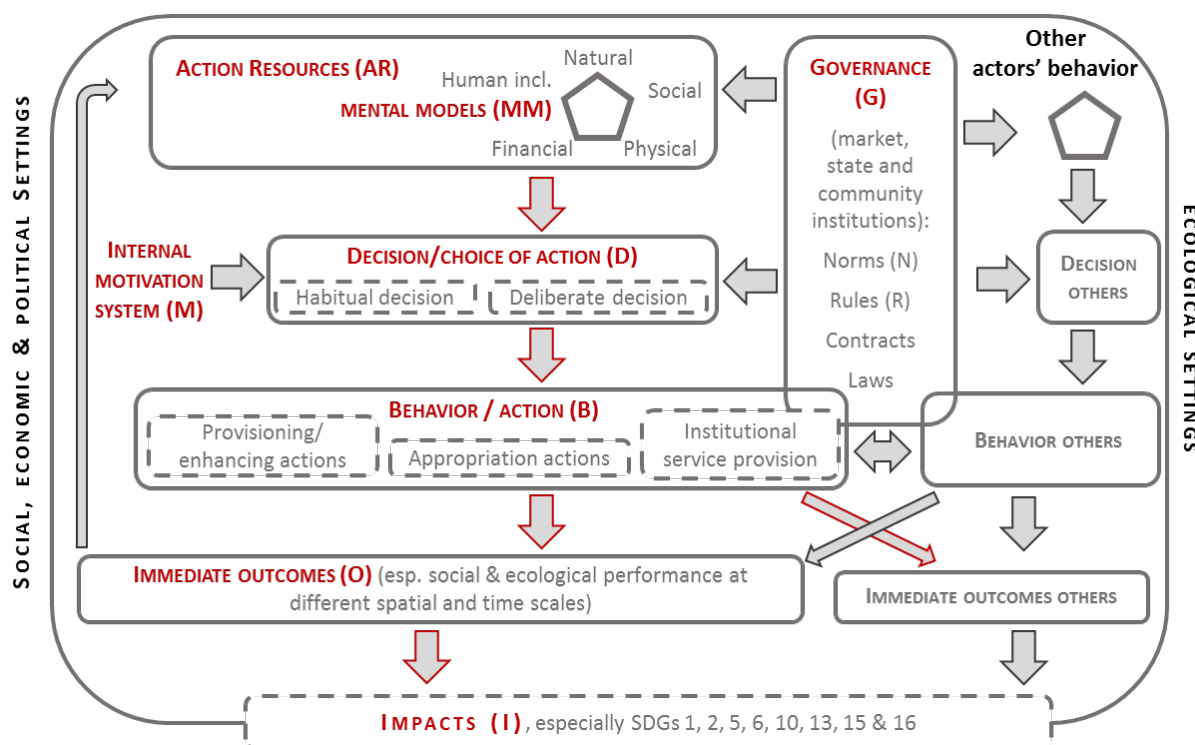 SOCIAL, ECONOMIC & POLITICAL SETTINGS
ACTION RESOURCES (AR)
Natural
Human incl.
MENTAL MODELS (MM)
Social
Financial
Physical
GOVERNANCE
(G)
(market,
state and
community
institutions):
Norms (N)
Rules (R)
Contracts
Laws
Other
actors' behavior
INTERNAL
MOTIVATION
SYSTEM (M)
DECISION/CHOICE OF ACTION (D)
Habitual decision
Deliberate decision
DECISION
OTHERS
BEHAVIOR / ACTION (B)
Provisioning/
enhancing actions
Appropriation actions
Institutional
service provision
BEHAVIOR OTHERS
IMMEDIATE OUTCOMES (O) (esp. social & ecological performance at
different spatial and time scales)
IMMEDIATE OUTCOMES OTHERS
IMPACTS (I), especially SDGs 1, 2, 5, 6, 10, 13, 15 & 16
ECOLOGICAL SETTINGS